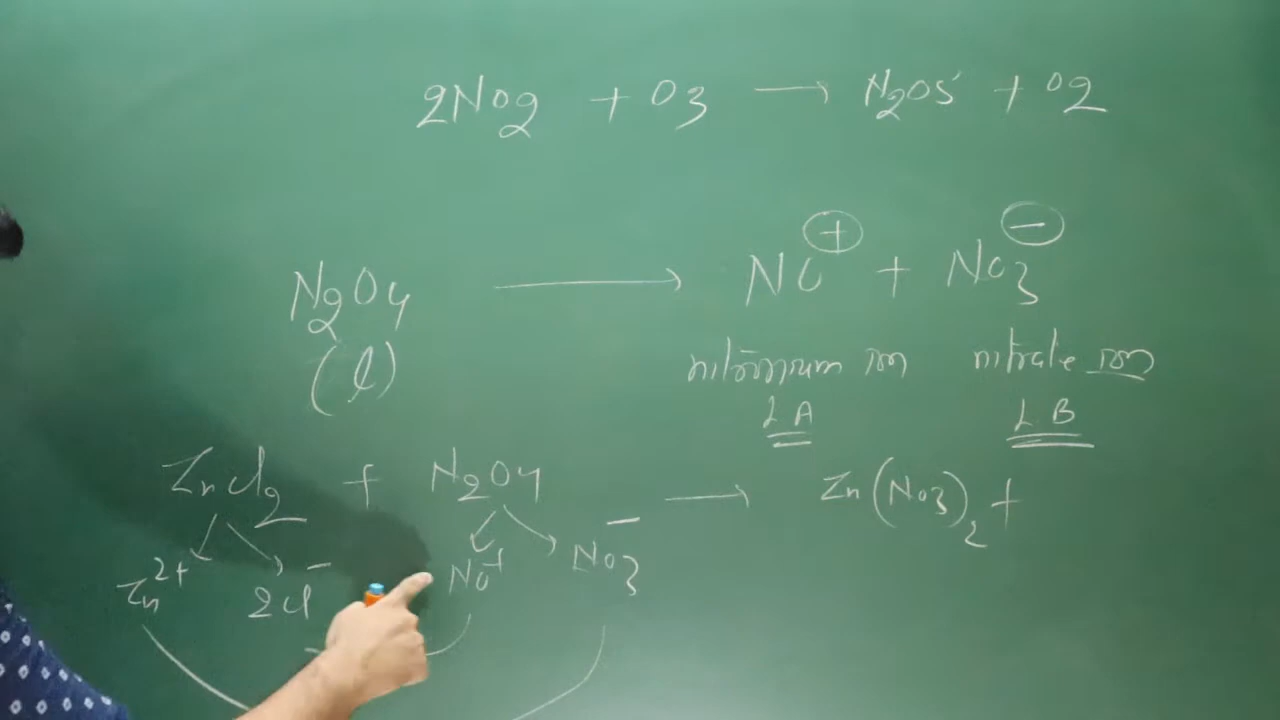 2NO2 + O3 → N2O5 + O2
N2O4 → NO⊕ + NO3⊖
(l)
nitronium ion nitrate ion
LA LB
ZnCl2 + N2O4 → Zn(NO3)2 +
Zn2+ 2Cl− NO+ NO3−